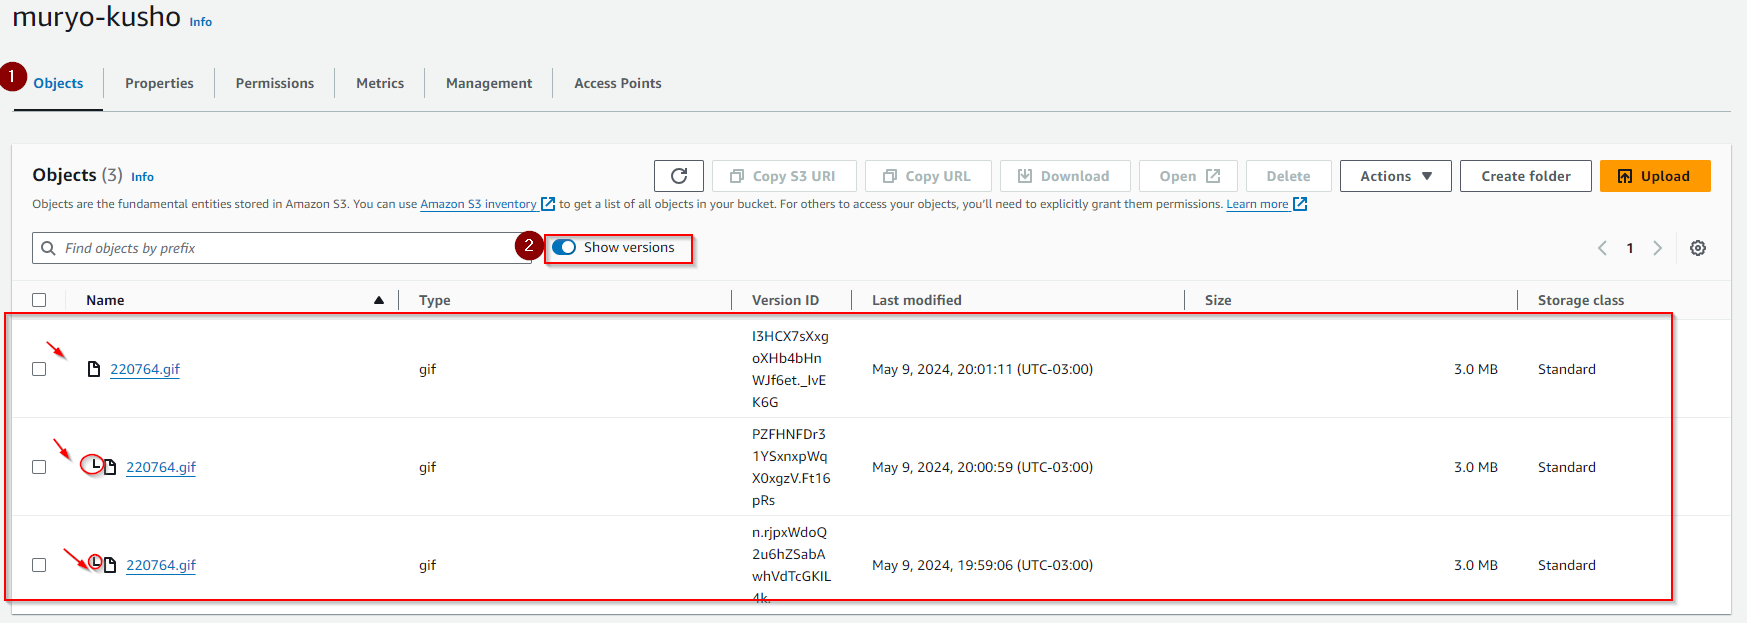 muryo-kusho Info
1 Objects Properties Permissions Metrics Management Access Points
Objects (3) Info Copy S3 URI Copy URL Download Open Delete Actions Create folder Upload
Objects are the fundamental entities stored in Amazon S3. You can use Amazon S3 inventory to get a list of all objects in your bucket. For others to access your objects, you'll need to explicitly grant them permissions. Learn more
Find objects by prefix 2 Show versions 1
Name Type Version ID Last modified Size Storage class
I3HCX7sXxg
oXHb4bHn
220764.gif gif May 9, 2024, 20:01:11 (UTC-03:00) 3.0 MB Standard
WJf6et._IvE
K6G
PZFHNFDr3
1YSxnxpWq
220764.gif gif May 9, 2024, 20:00:59 (UTC-03:00) 3.0 MB Standard
X0xgzV.Ft16
pRs
n.rjpxWdoQ
2u6hZSabA
220764.gif gif May 9, 2024, 19:59:06 (UTC-03:00) 3.0 MB Standard
whVdTcGKIL
4k.